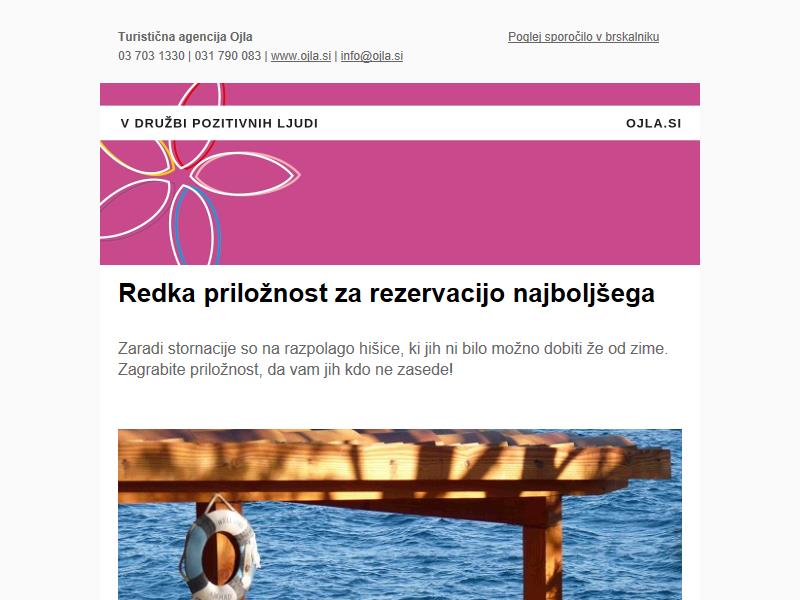 Turistična agencija Ojla
Poglej sporočilo v brskalniku
03 703 1330 | 031 790 083 | www.ojla.si | info@ojla.si
V DRUŽBI POZITIVNIH LJUDI
OJLA.SI
Redka priložnost za rezervacijo najboljšega
Zaradi stornacije so na razpolago hišice, ki jih ni bilo možno dobiti že od zime.
Zagrabite priložnost, da vam jih kdo ne zasede!